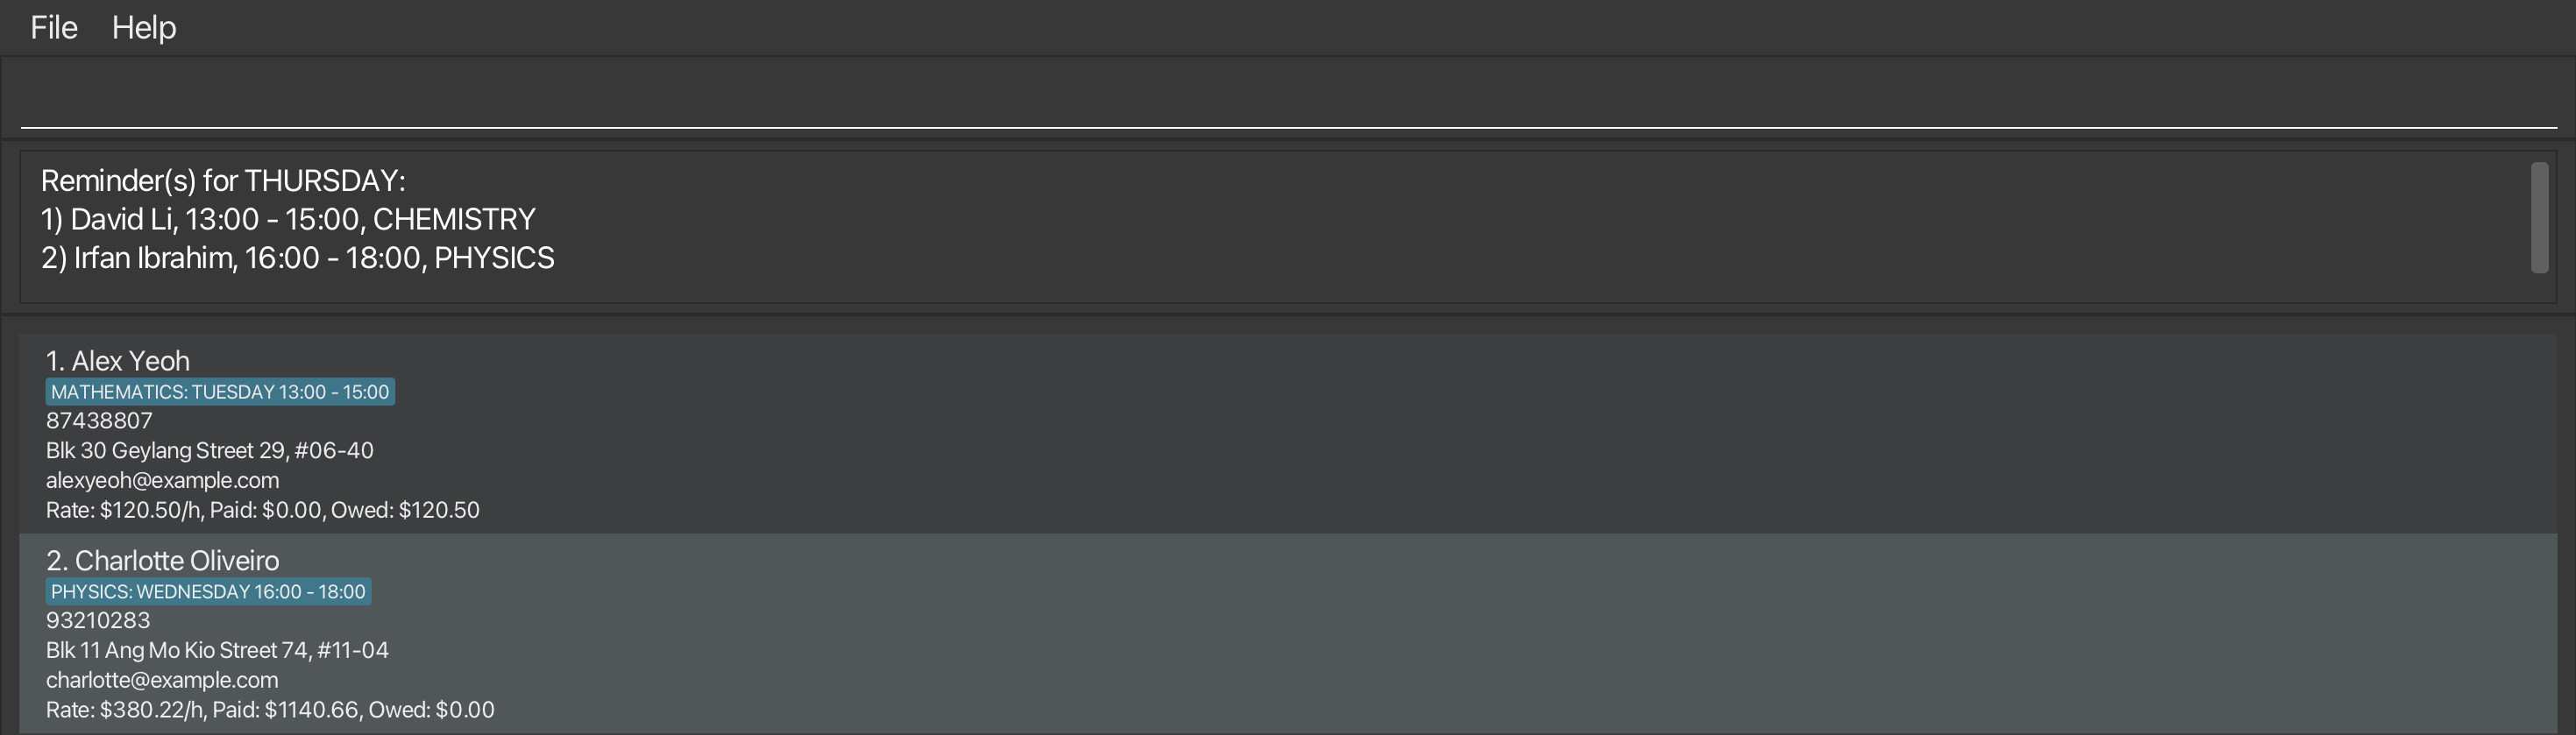 File Help
Reminder(s) for THURSDAY:
1) David Li, 13:00 - 15:00, CHEMISTRY
2) Irfan Ibrahim, 16:00 - 18:00, PHYSICS
1. Alex Yeoh
MATHEMATICS: TUESDAY 13:00 - 15:00
87438807
Blk 30 Geylang Street 29, #06-40
alexyeoh@example.com
Rate: $120.50/h, Paid: $0.00, Owed: $120.50
2. Charlotte Oliveiro
PHYSICS: WEDNESDAY 16:00 - 18:00
93210283
Blk 11 Ang Mo Kio Street 74, #11-04
charlotte@example.com
Rate: $380.22/h, Paid: $1140.66, Owed: $0.00